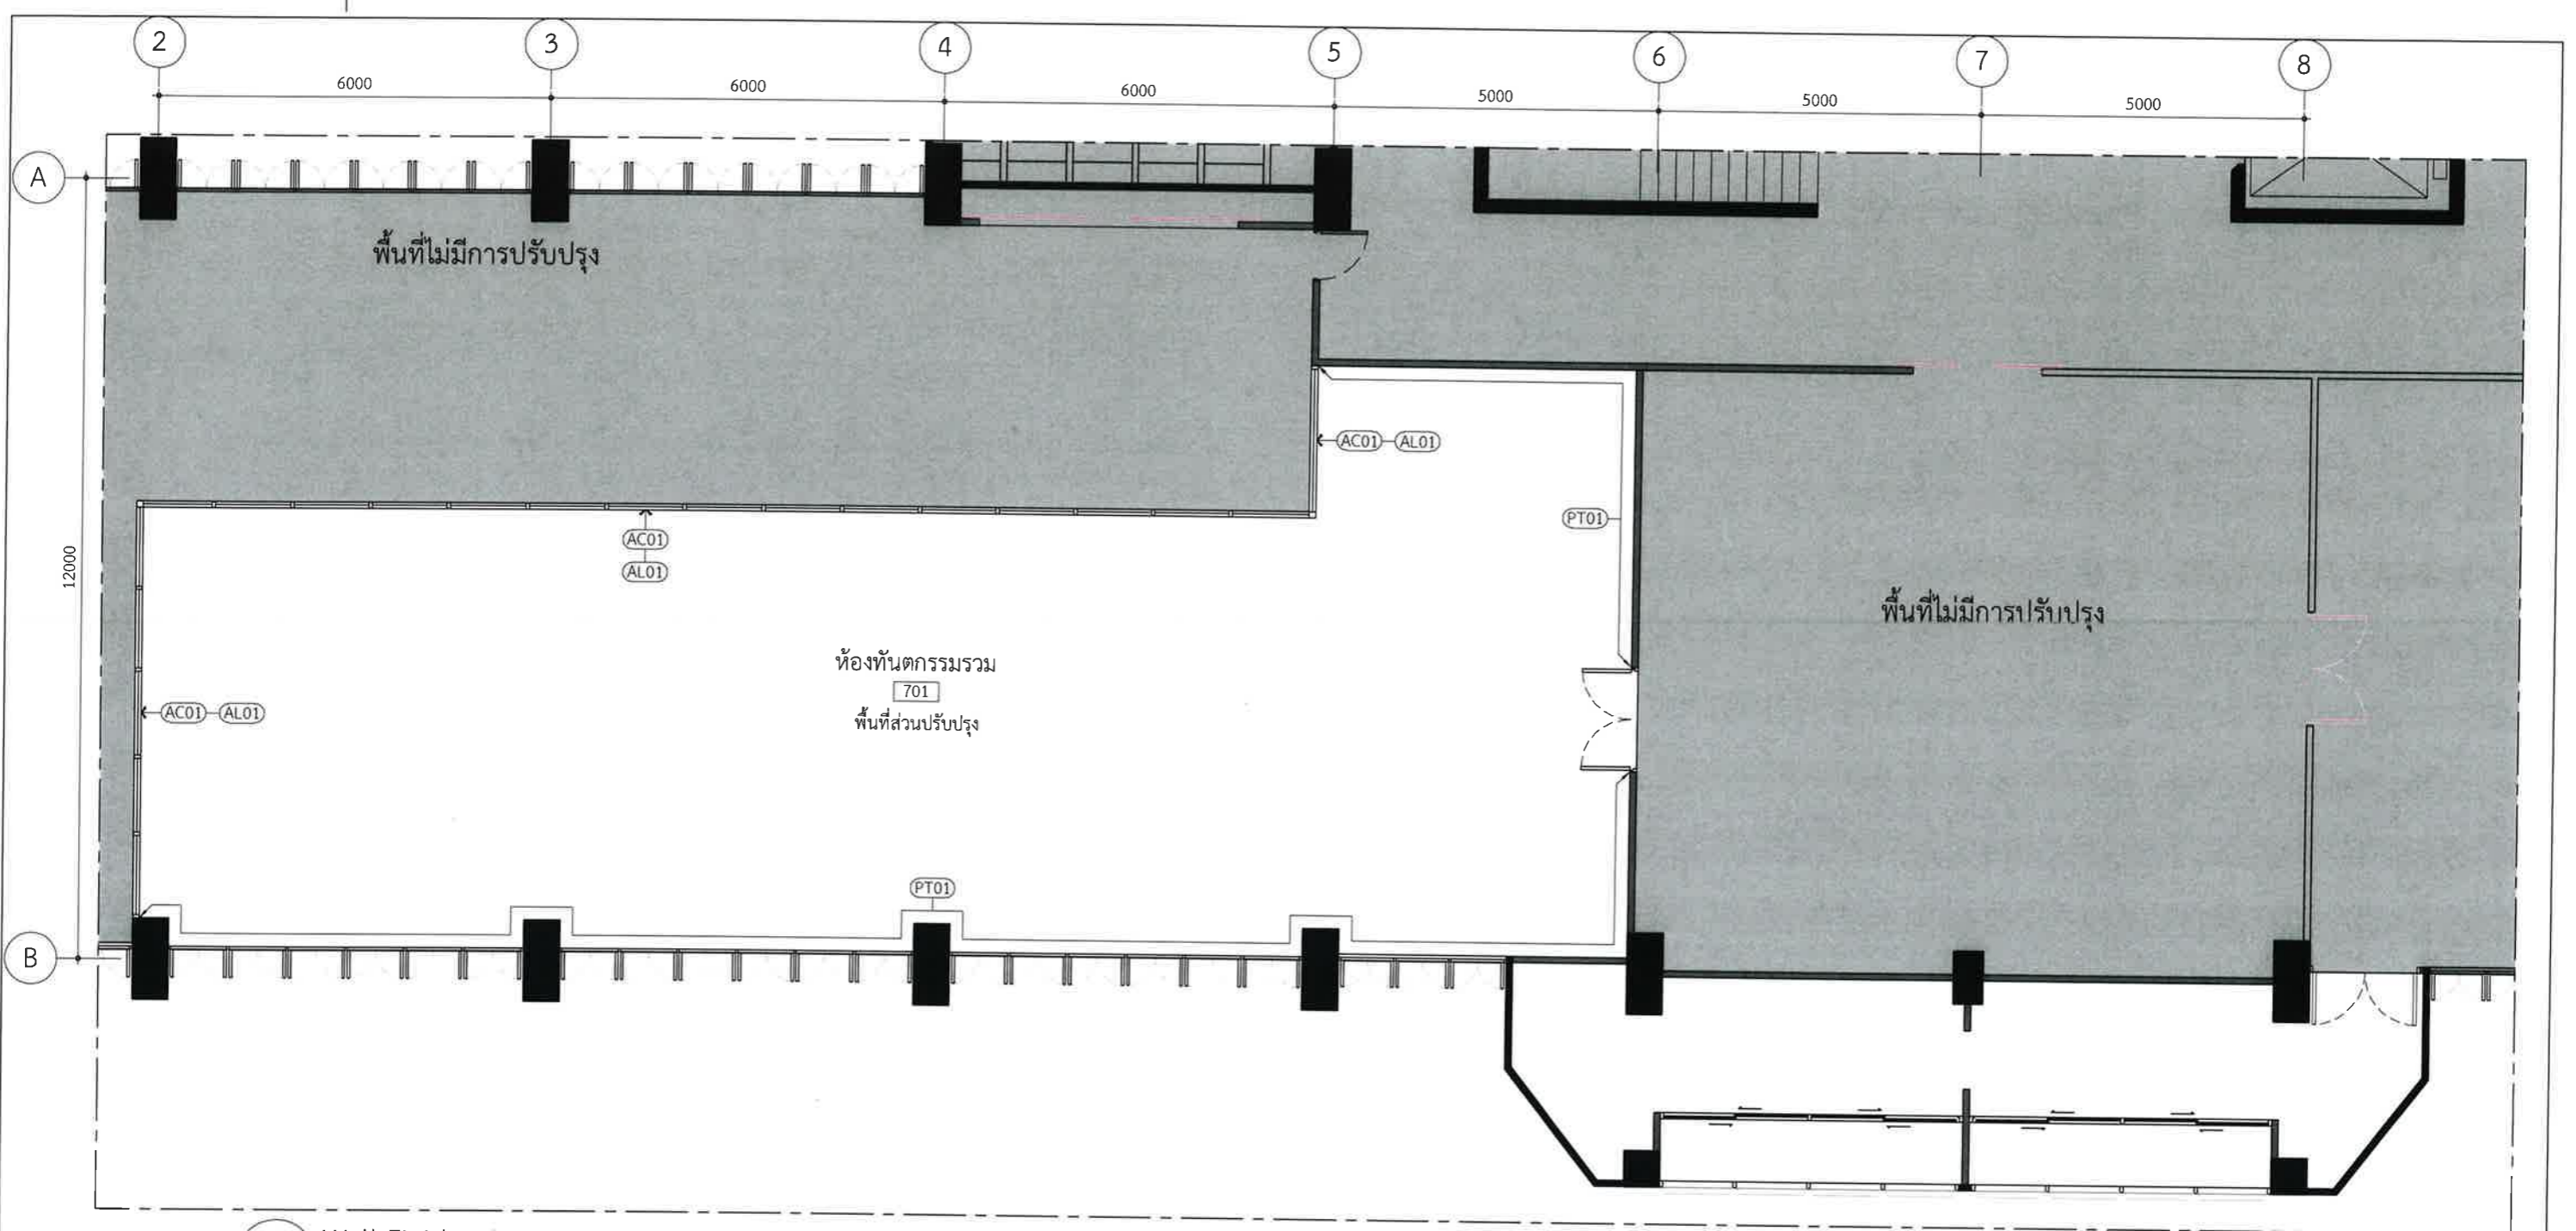 2 3 4 5 6 7 8
6000 6000 6000 5000 5000 5000
A
พื้นที่ไม่มีการปรับปรุง
AC01 AL01
PT01
12000
AC01
AL01
พื้นที่ไม่มีการปรับปรุง
ห้องทันตกรรมรวม
701
AC01 AL01
พื้นที่ส่วนปรับปรุง
PT01
B